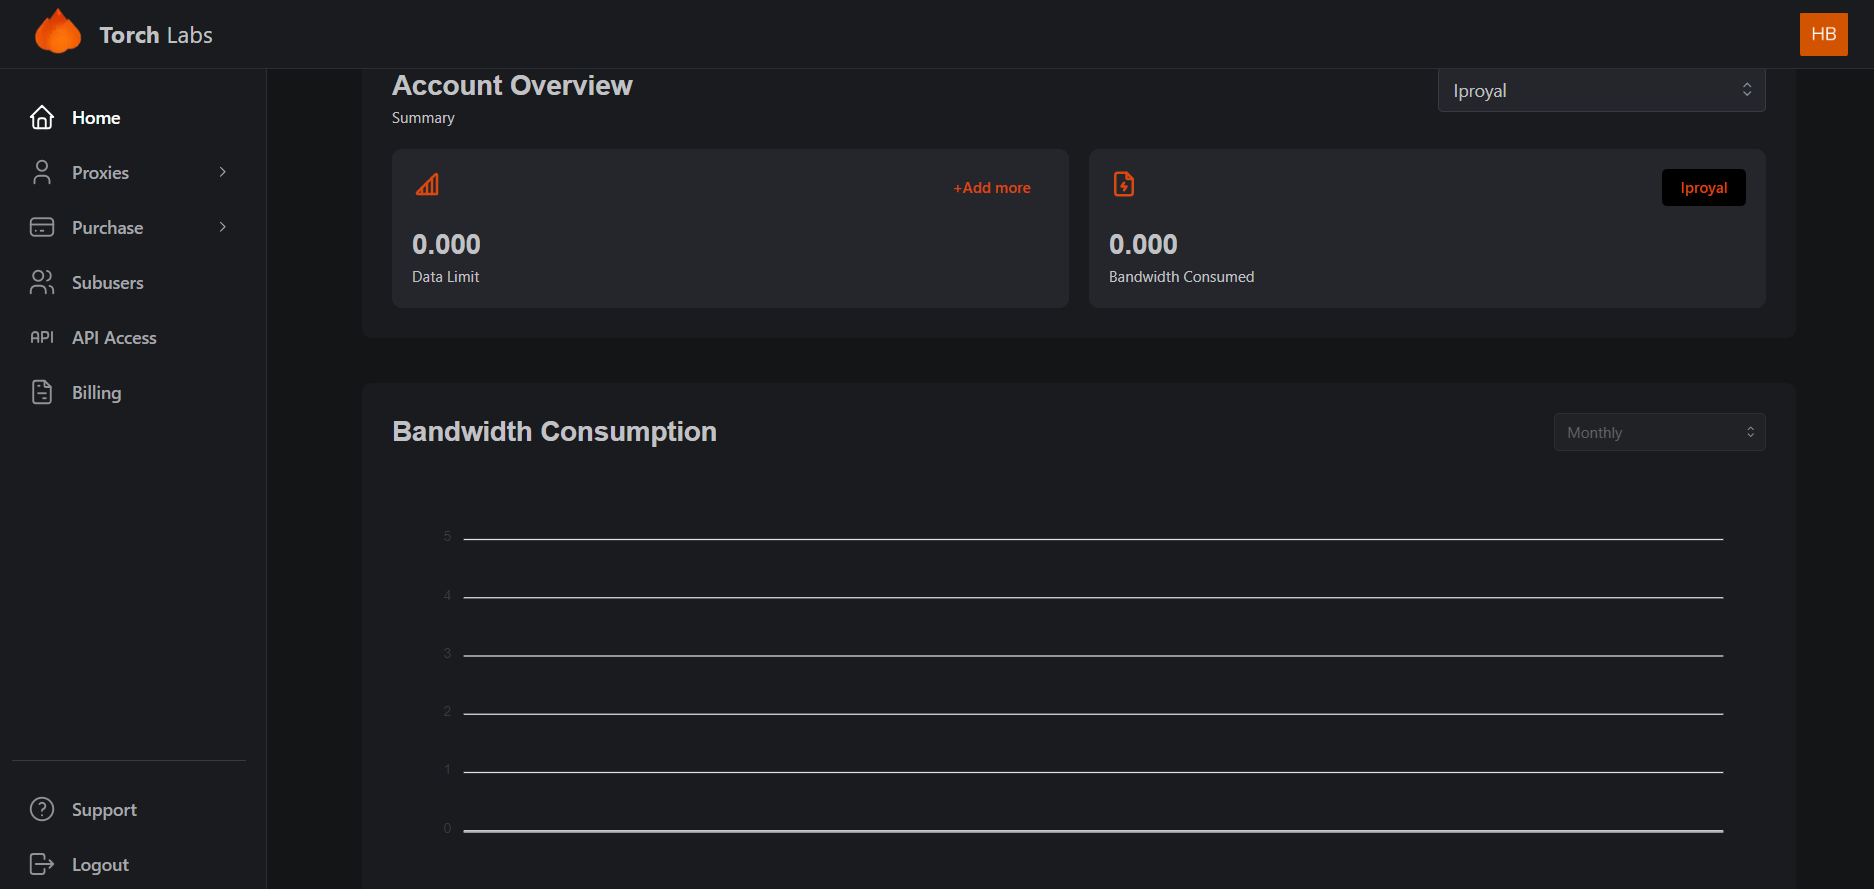 Torch Labs
HB
Home
Proxies
Purchase
Subusers
API API Access
Billing
Support
Logout
Account Overview
Summary
Iproyal
+Add more
0.000
Data Limit
Iproyal
0.000
Bandwidth Consumed
Bandwidth Consumption
Monthly
5
4
3
2
1
0